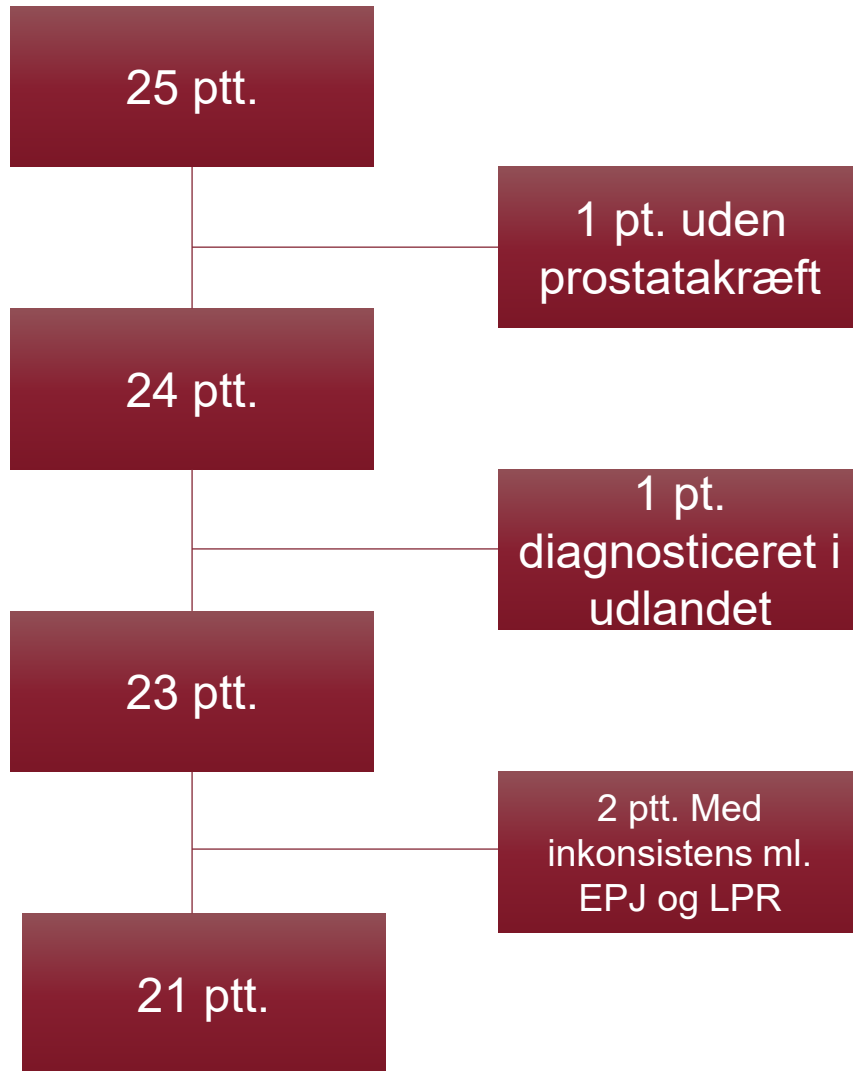 25 ptt.
1 pt. uden
prostatakræft
24 ptt.
1 pt.
diagnosticeret i
udlandet
23 ptt.
2 ptt. Med
inkonsistens ml.
EPJ og LPR
21 ptt.